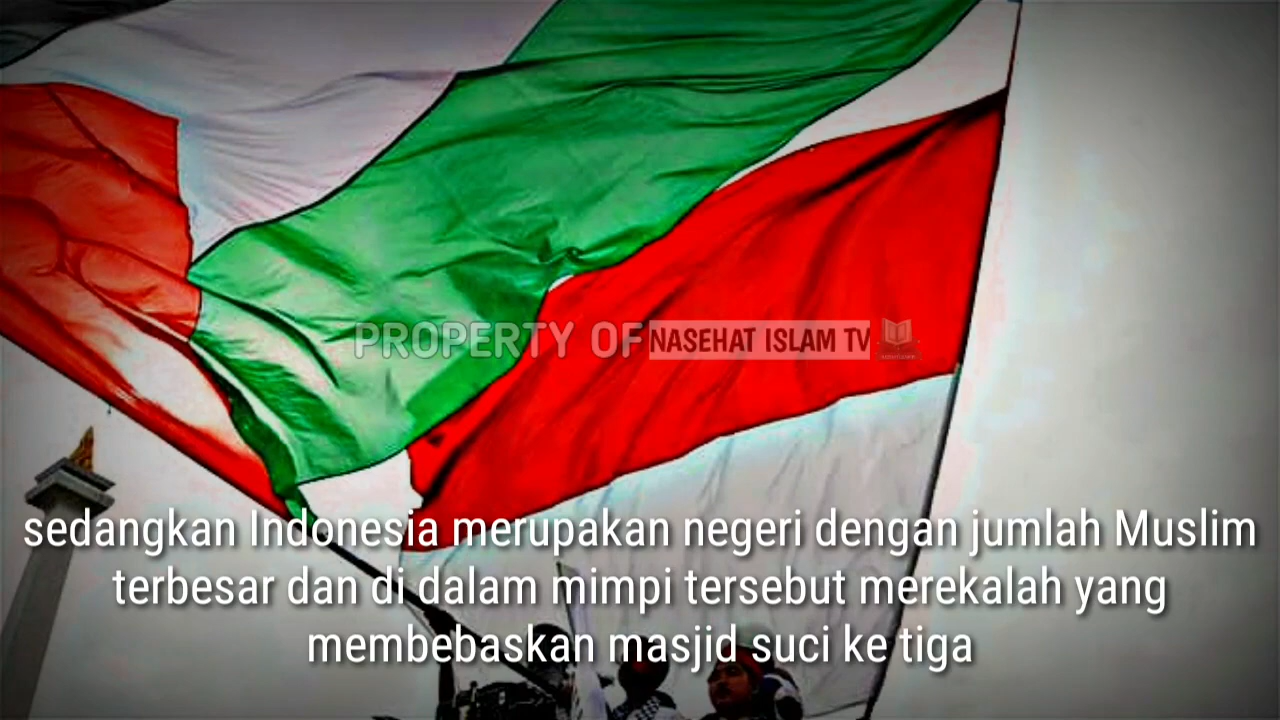 PROPERTY OF NASEHAT ISLAM TV
sedangkan Indonesia merupakan negeri dengan jumlah Muslim
terbesar dan di dalam mimpi tersebut merekalah yang
membebaskan masjid suci ke tiga